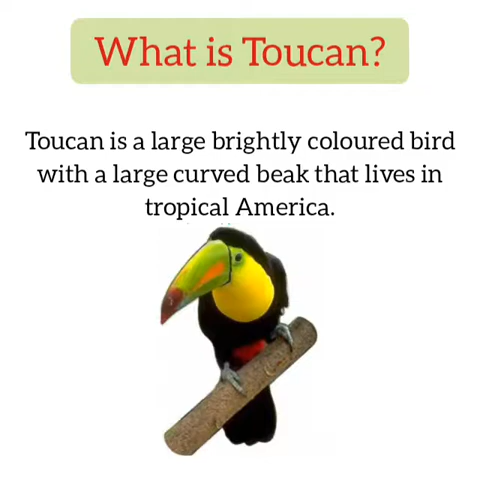 What is Toucan?
Toucan is a large brightly coloured bird
with a large curved beak that lives in
tropical America.